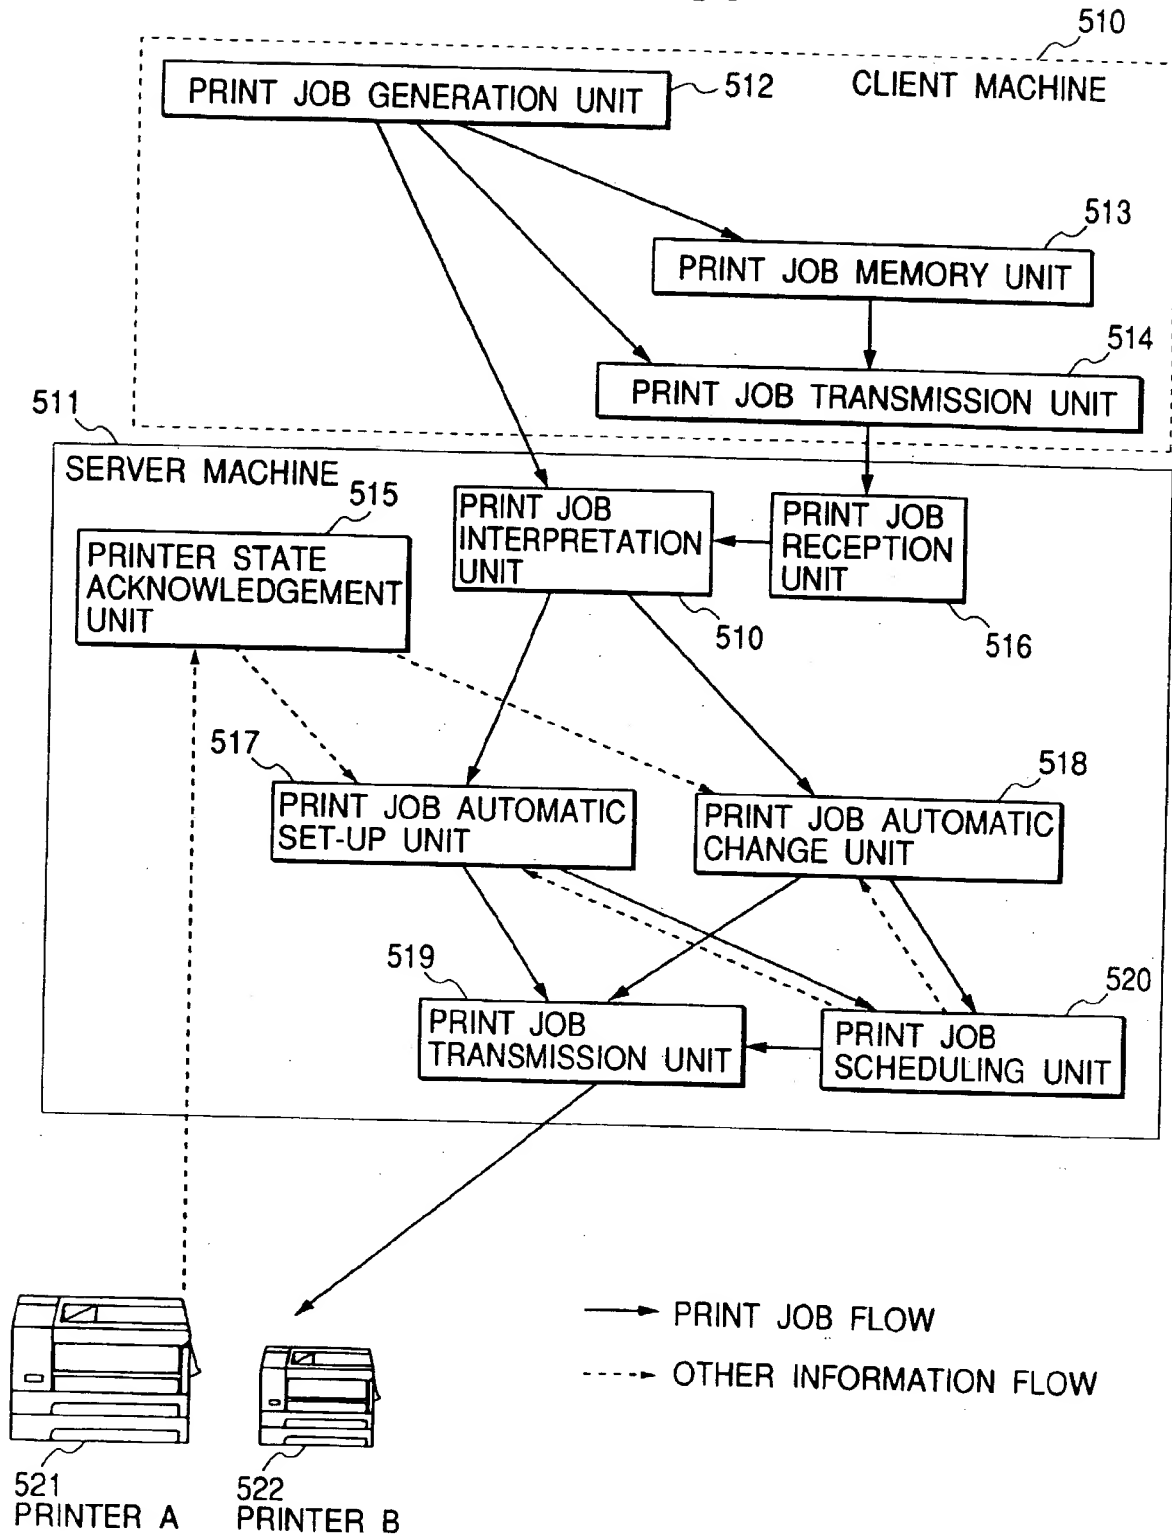 510
PRINT JOB GENERATION UNIT
512
CLIENT MACHINE
513
PRINT JOB MEMORY UNIT
514
PRINT JOB TRANSMISSION UNIT
511
SERVER MACHINE
515
PRINTER STATE
ACKNOWLEDGEMENT
UNIT
PRINT JOB
INTERPRETATION
UNIT
510
PRINT JOB
RECEPTION
UNIT
516
517
PRINT JOB AUTOMATIC
SET-UP UNIT
518
PRINT JOB AUTOMATIC
CHANGE UNIT
519
PRINT JOB
TRANSMISSION UNIT
520
PRINT JOB
SCHEDULING UNIT
PRINT JOB FLOW
OTHER INFORMATION FLOW
521
PRINTER A
522
PRINTER B